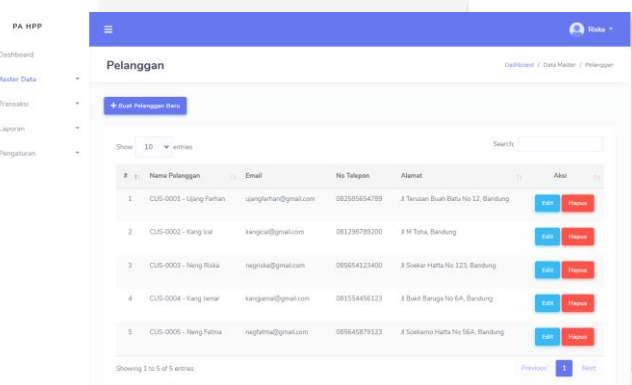 PA HPP
Riska
Dashboard
Master Data
Transaksi
Laporan
Pengaturan
Pelanggan
Dashboard / Data Master / Pelanggan
+ Buat Pelanggan Baru
Show 10 entries
Search:
# Nama Pelanggan Email No Telepon Alamat Aksi
1 CUS-0001 - Ujang Farhan ujangfarhan@gmail.com 082585654789 Jl Terusan Buah Batu No 12, Bandung Edit Hapus
2 CUS-0002 - Kang Ical kangical@gmail.com 081298789200 Jl M Toha, Bandung Edit Hapus
3 CUS-0003 - Neng Riska negriska@gmail.com 085654123400 Jl Soekar Hatta No 123, Bandung Edit Hapus
4 CUS-0004 - Kang Jamal kangjamal@gmail.com 081554456123 Jl Bukit Baruga No 6A, Bandung Edit Hapus
5 CUS-0005 - Neng Fatma negfatma@gmail.com 085645879123 Jl Soekarno Hatta No 56A, Bandung Edit Hapus
Showing 1 to 5 of 5 entries
Previous 1 Next